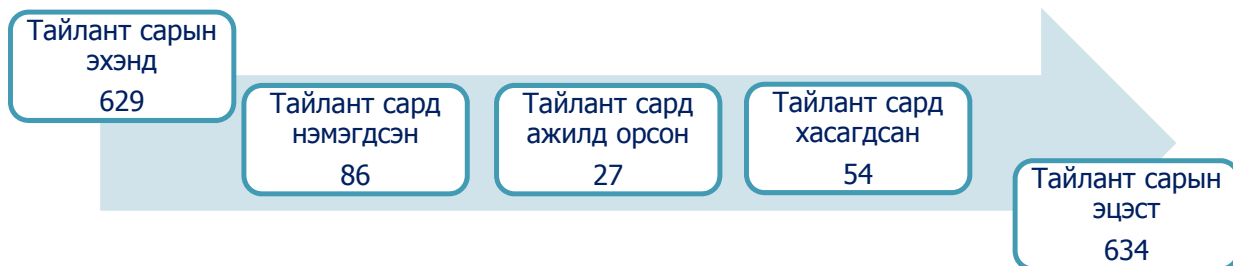 Тайлант сарын
эхэнд
629
Тайлант сард
нэмэгдсэн
86
Тайлант сард
ажилд орсон
27
Тайлант сард
хасагдсан
54
Тайлант сарын
эцэст
634